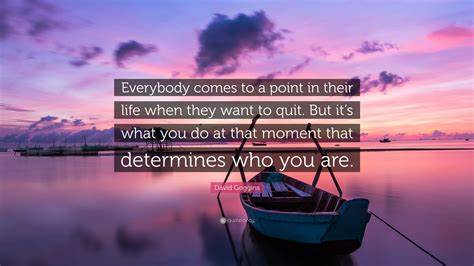 Everybody comes to a point in their
life when they want to quit. But it's
what you do at that moment that
determines who you are.
David Goggins
quotefancy